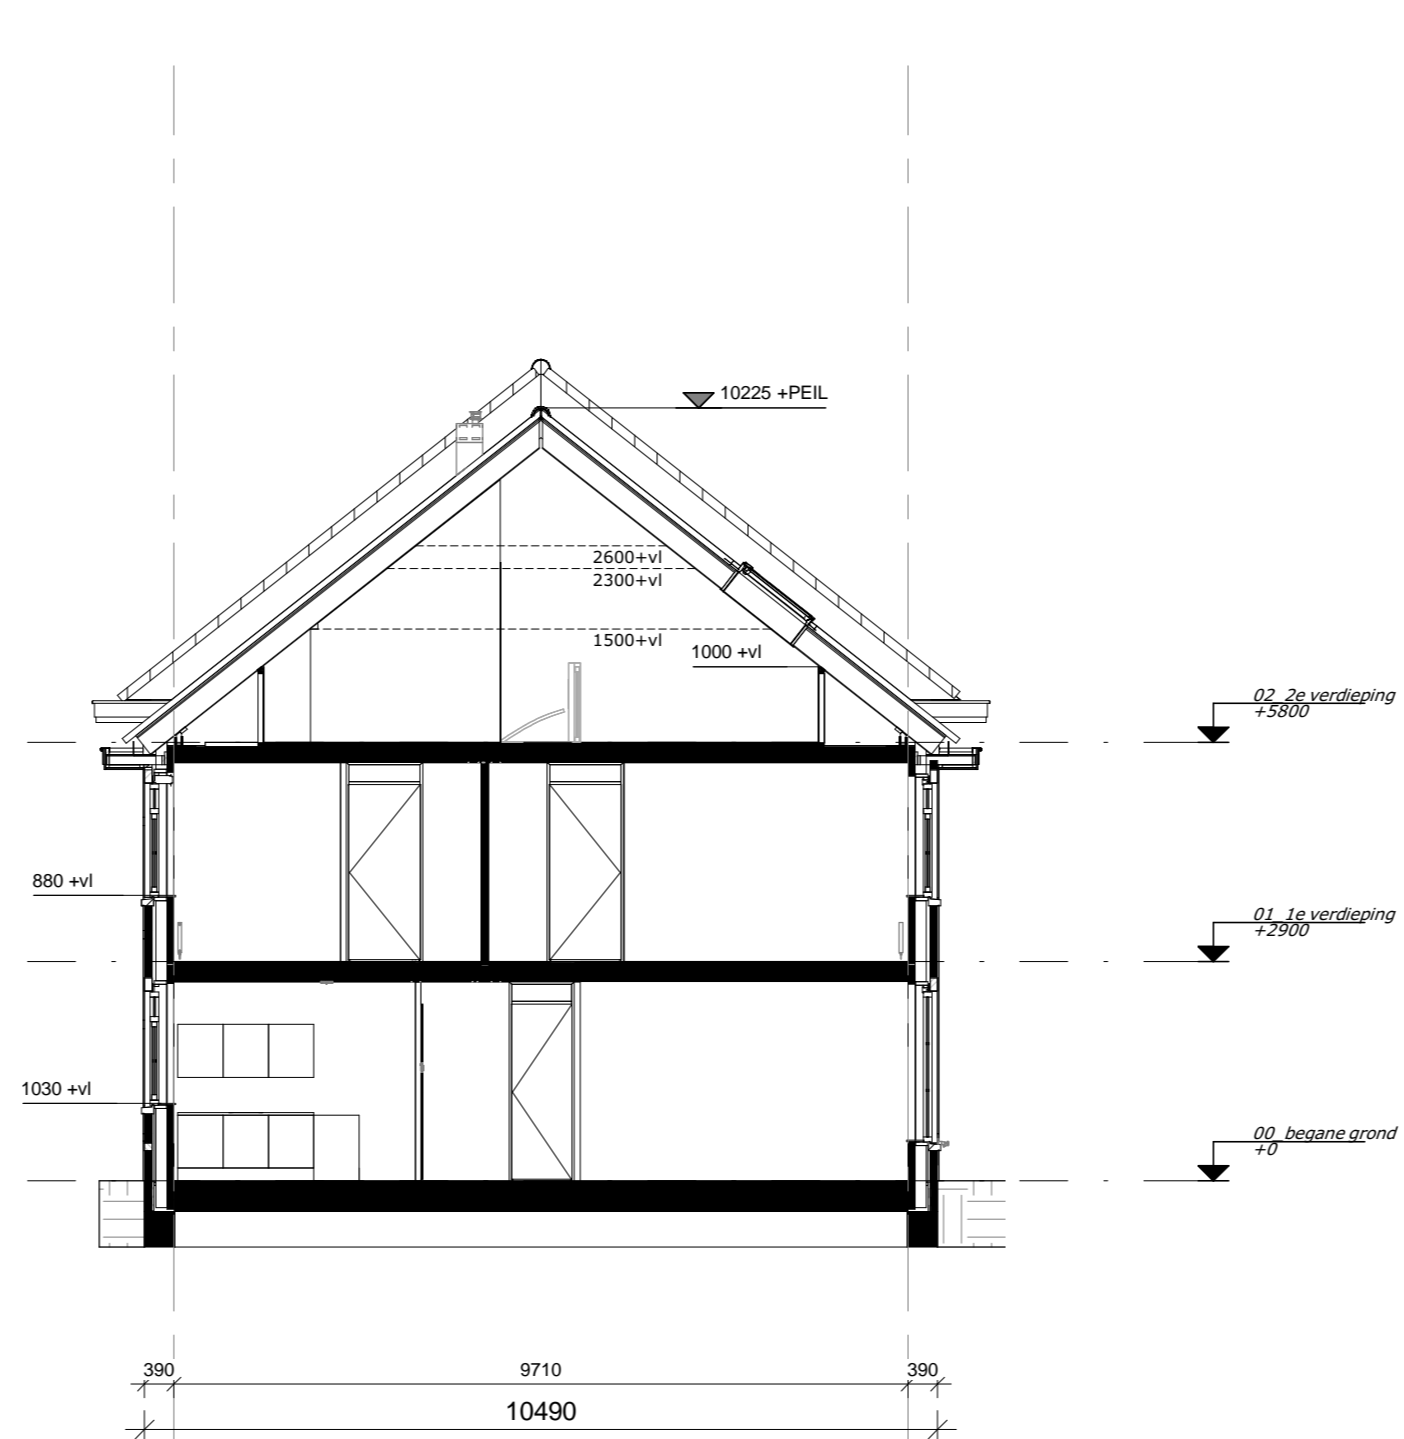 10225 +PEIL
2600+vl
2300+vl
1500+vl
1000 +vl
02_2e verdieping
+5800
880 +vl
01_1e verdieping
+2900
1030 +vl
00_begane grond
+0
390
9710
390
10490